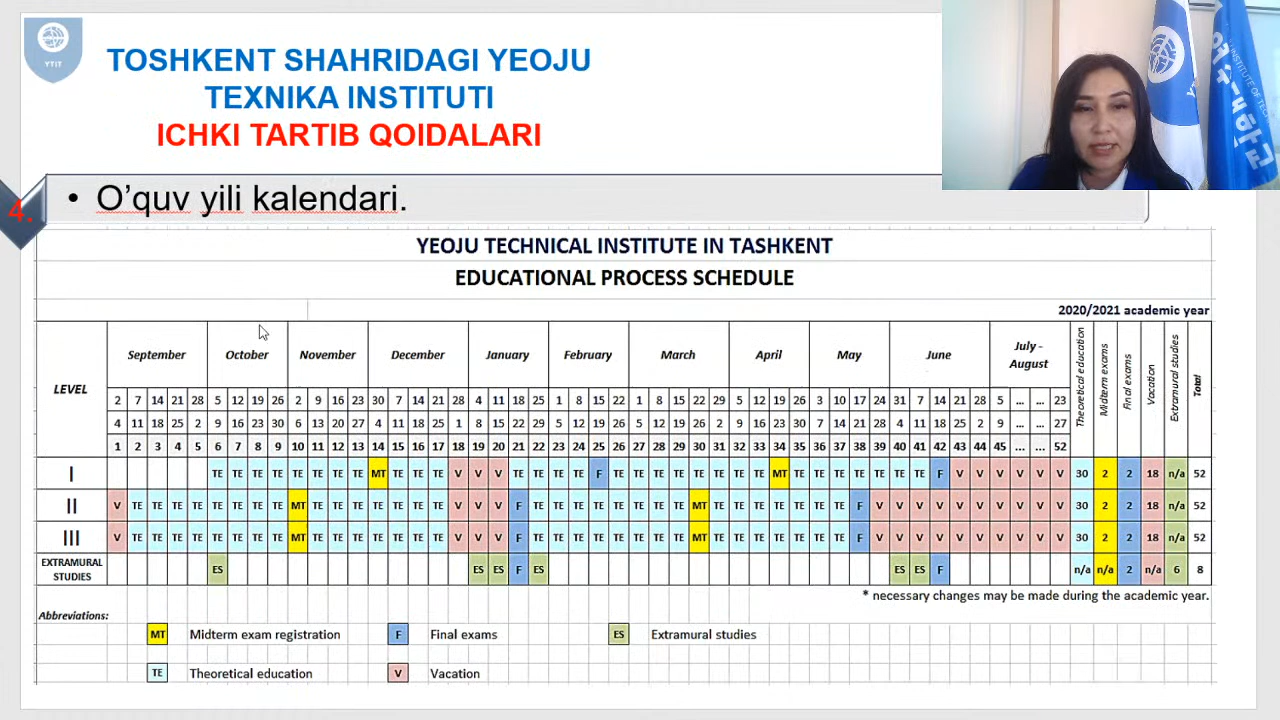 YTIT
TOSHKENT SHAHRIDAGI YEOJU
TEXNIKA INSTITUTI
ICHKI TARTIB QOIDALARI
INSTITUTE OF TEC
여주대학교
4.
• O’quv yili kalendari.
YEOJU TECHNICAL INSTITUTE IN TASHKENT
EDUCATIONAL PROCESS SCHEDULE
2020/2021 academic year
LEVEL September October November December January February March April May June July - August Theoretical education Midterm exams Final exams Vacation Extramural studies Total
2 7 14 21 28 5 12 19 26 2 9 16 23 30 7 14 21 28 4 11 18 25 1 8 15 22 1 8 15 22 29 5 12 19 26 3 10 17 24 31 7 14 21 28 5 ... ... 23
4 11 18 25 2 9 16 23 30 6 13 20 27 4 11 18 25 1 8 15 22 29 5 12 19 26 5 12 19 26 2 9 16 23 30 7 14 21 28 4 11 18 25 2 9 ... ... 27
1 2 3 4 5 6 7 8 9 10 11 12 13 14 15 16 17 18 19 20 21 22 23 24 25 26 27 28 29 30 31 32 33 34 35 36 37 38 39 40 41 42 43 44 45 ... ... 52
I TE TE TE TE TE TE TE TE MT TE TE TE V V V TE TE TE TE F TE TE TE TE TE TE TE TE MT TE TE TE TE TE TE TE F V V V V V V
II V TE TE TE TE TE TE TE TE MT TE TE TE TE TE TE TE V V V F TE TE TE TE TE TE TE TE MT TE TE TE TE TE TE TE F V V V V V V V V V V
III V TE TE TE TE TE TE TE TE MT TE TE TE TE TE TE TE V V V F TE TE TE TE TE TE TE TE MT TE TE TE TE TE TE TE F V V V V V V V V V V
30 2 2 18 n/a 52
30 2 2 18 n/a 52
30 2 2 18 n/a 52
EXTRAMURAL STUDIES ES ES ES F ES ES ES F n/a n/a 2 n/a 6 8
* necessary changes may be made during the academic year.
Abbreviations:
MT Midterm exam registration F Final exams ES Extramural studies
TE Theoretical education V Vacation